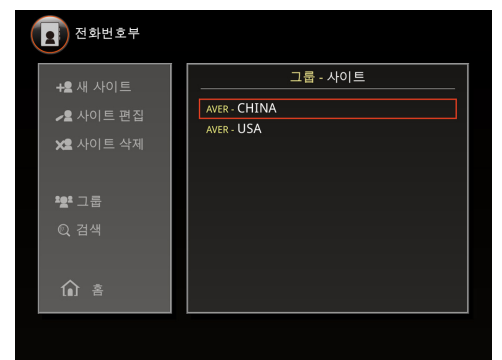 전화번호부
새 사이트
사이트 편집
사이트 삭제
그룹
검색
홈
그룹 - 사이트
AVER - CHINA
AVER - USA